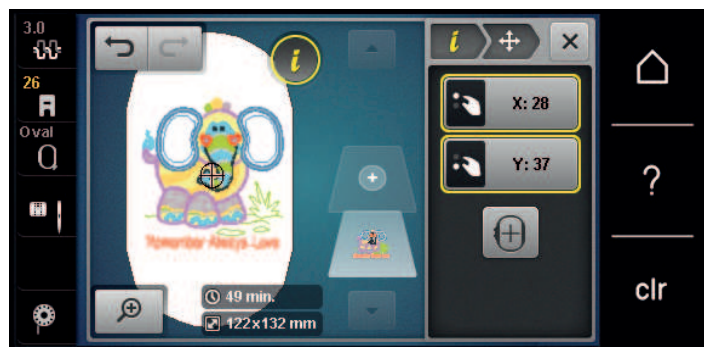 3.0
26
Oval
i
i
X: 28
Y: 37
?
clr
Remember Always Love
49 min.
122x132 mm